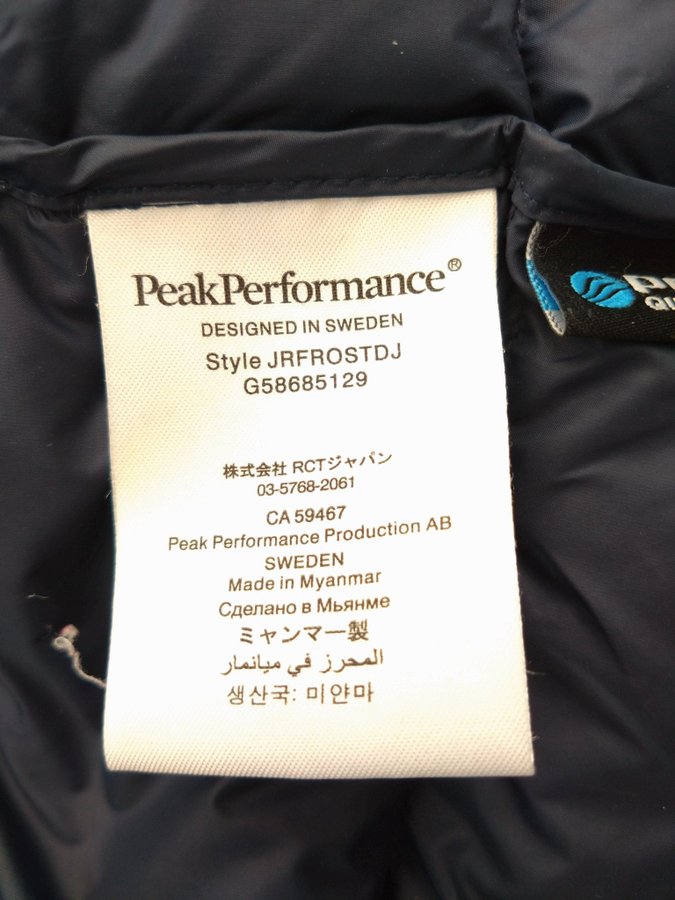 PeakPerformance®
DESIGNED IN SWEDEN
Style JRFROSTDJ
G58685129
株式会社 RCTジャパン
03-5768-2061
CA 59467
Peak Performance Production AB
SWEDEN
Made in Myanmar
Сделано в Мьянме
ミャンマー製
المحرز في ميانمار
생산국: 미얀마